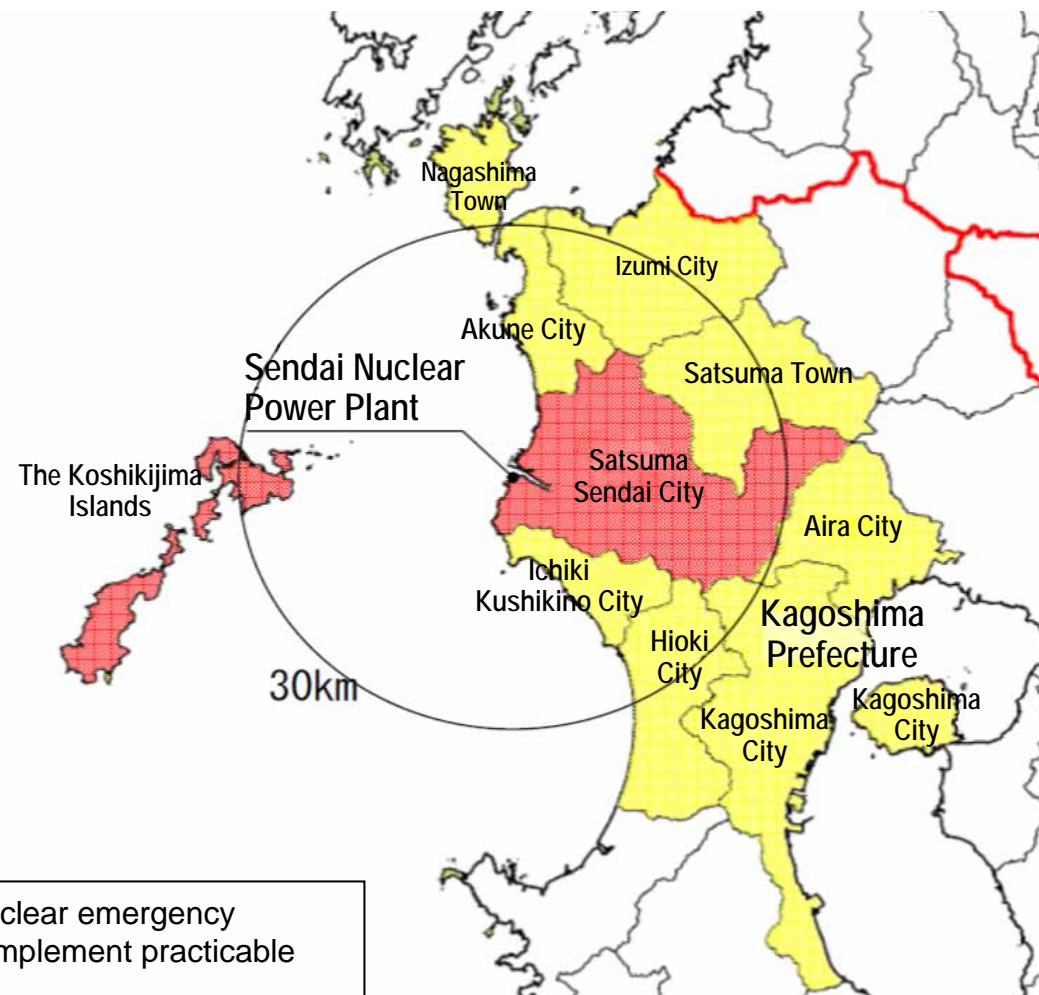 Nagashima
Town
Izumi City
Akune City
Sendai Nuclear
Power Plant
Satsuma Town
The Koshikijima
Islands
Satsuma
Sendai City
Aira City
Ichiki
Kushikino City
Kagoshima
Prefecture
Hioki
City
30km
Kagoshima
City
Kagoshima
City
clear emergency
mplement practicable